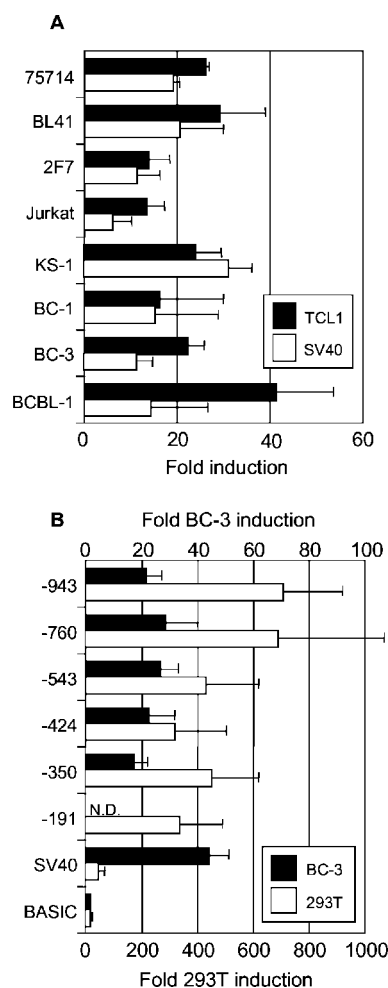 A
75714
BL41
2F7
Jurkat
KS-1
BC-1
BC-3
BCBL-1
TCL1
SV40
0 20 40 60
Fold induction
B
Fold BC-3 induction
0 20 40 60 80 100
-943
-760
-543
-424
-350
-191
N.D.
SV40
BASIC
BC-3
293T
0 200 400 600 800 1000
Fold 293T induction